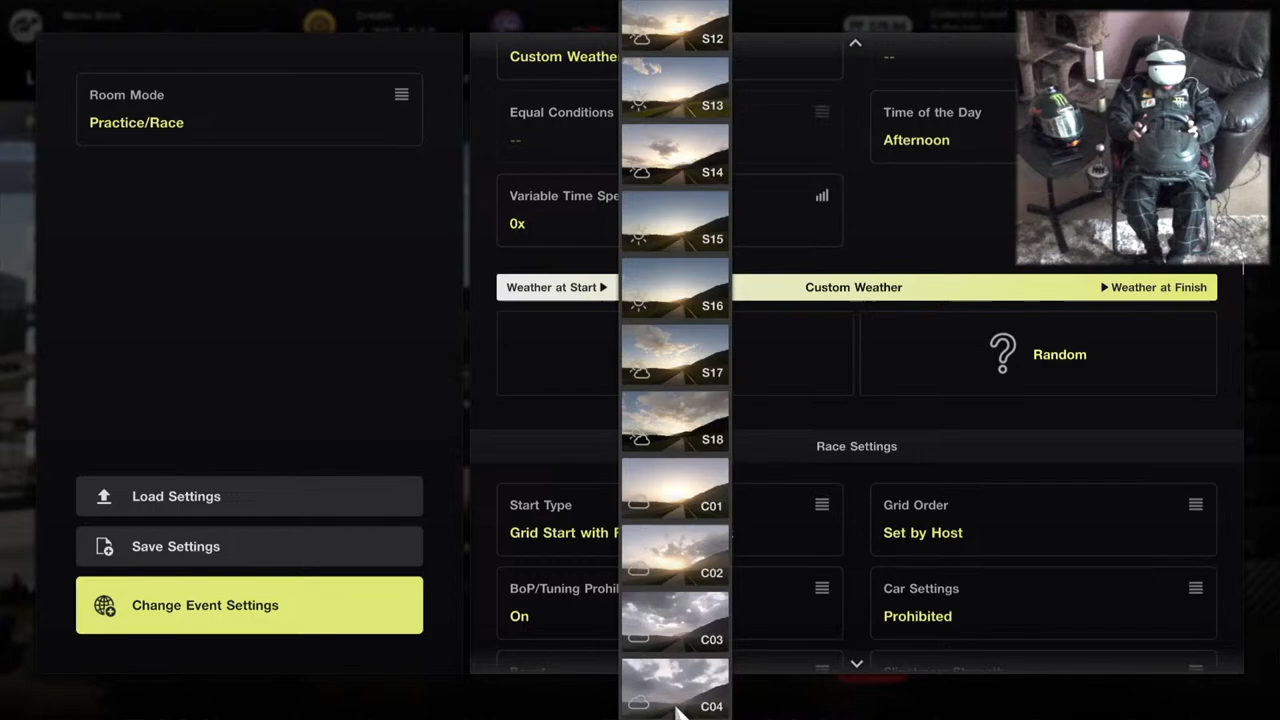 Room Mode
Practice/Race
Load Settings
Save Settings
Change Event Settings
Custom Weathe
--
Equal Conditions
--
Time of the Day
Afternoon
Variable Time Spe
0x
Weather at Start
Custom Weather
Weather at Finish
Random
Race Settings
Start Type
Grid Start with F
Grid Order
Set by Host
BoP/Tuning Prohi
On
Car Settings
Prohibited
S12
S13
S14
S15
S16
S17
S18
C01
C02
C03
C04